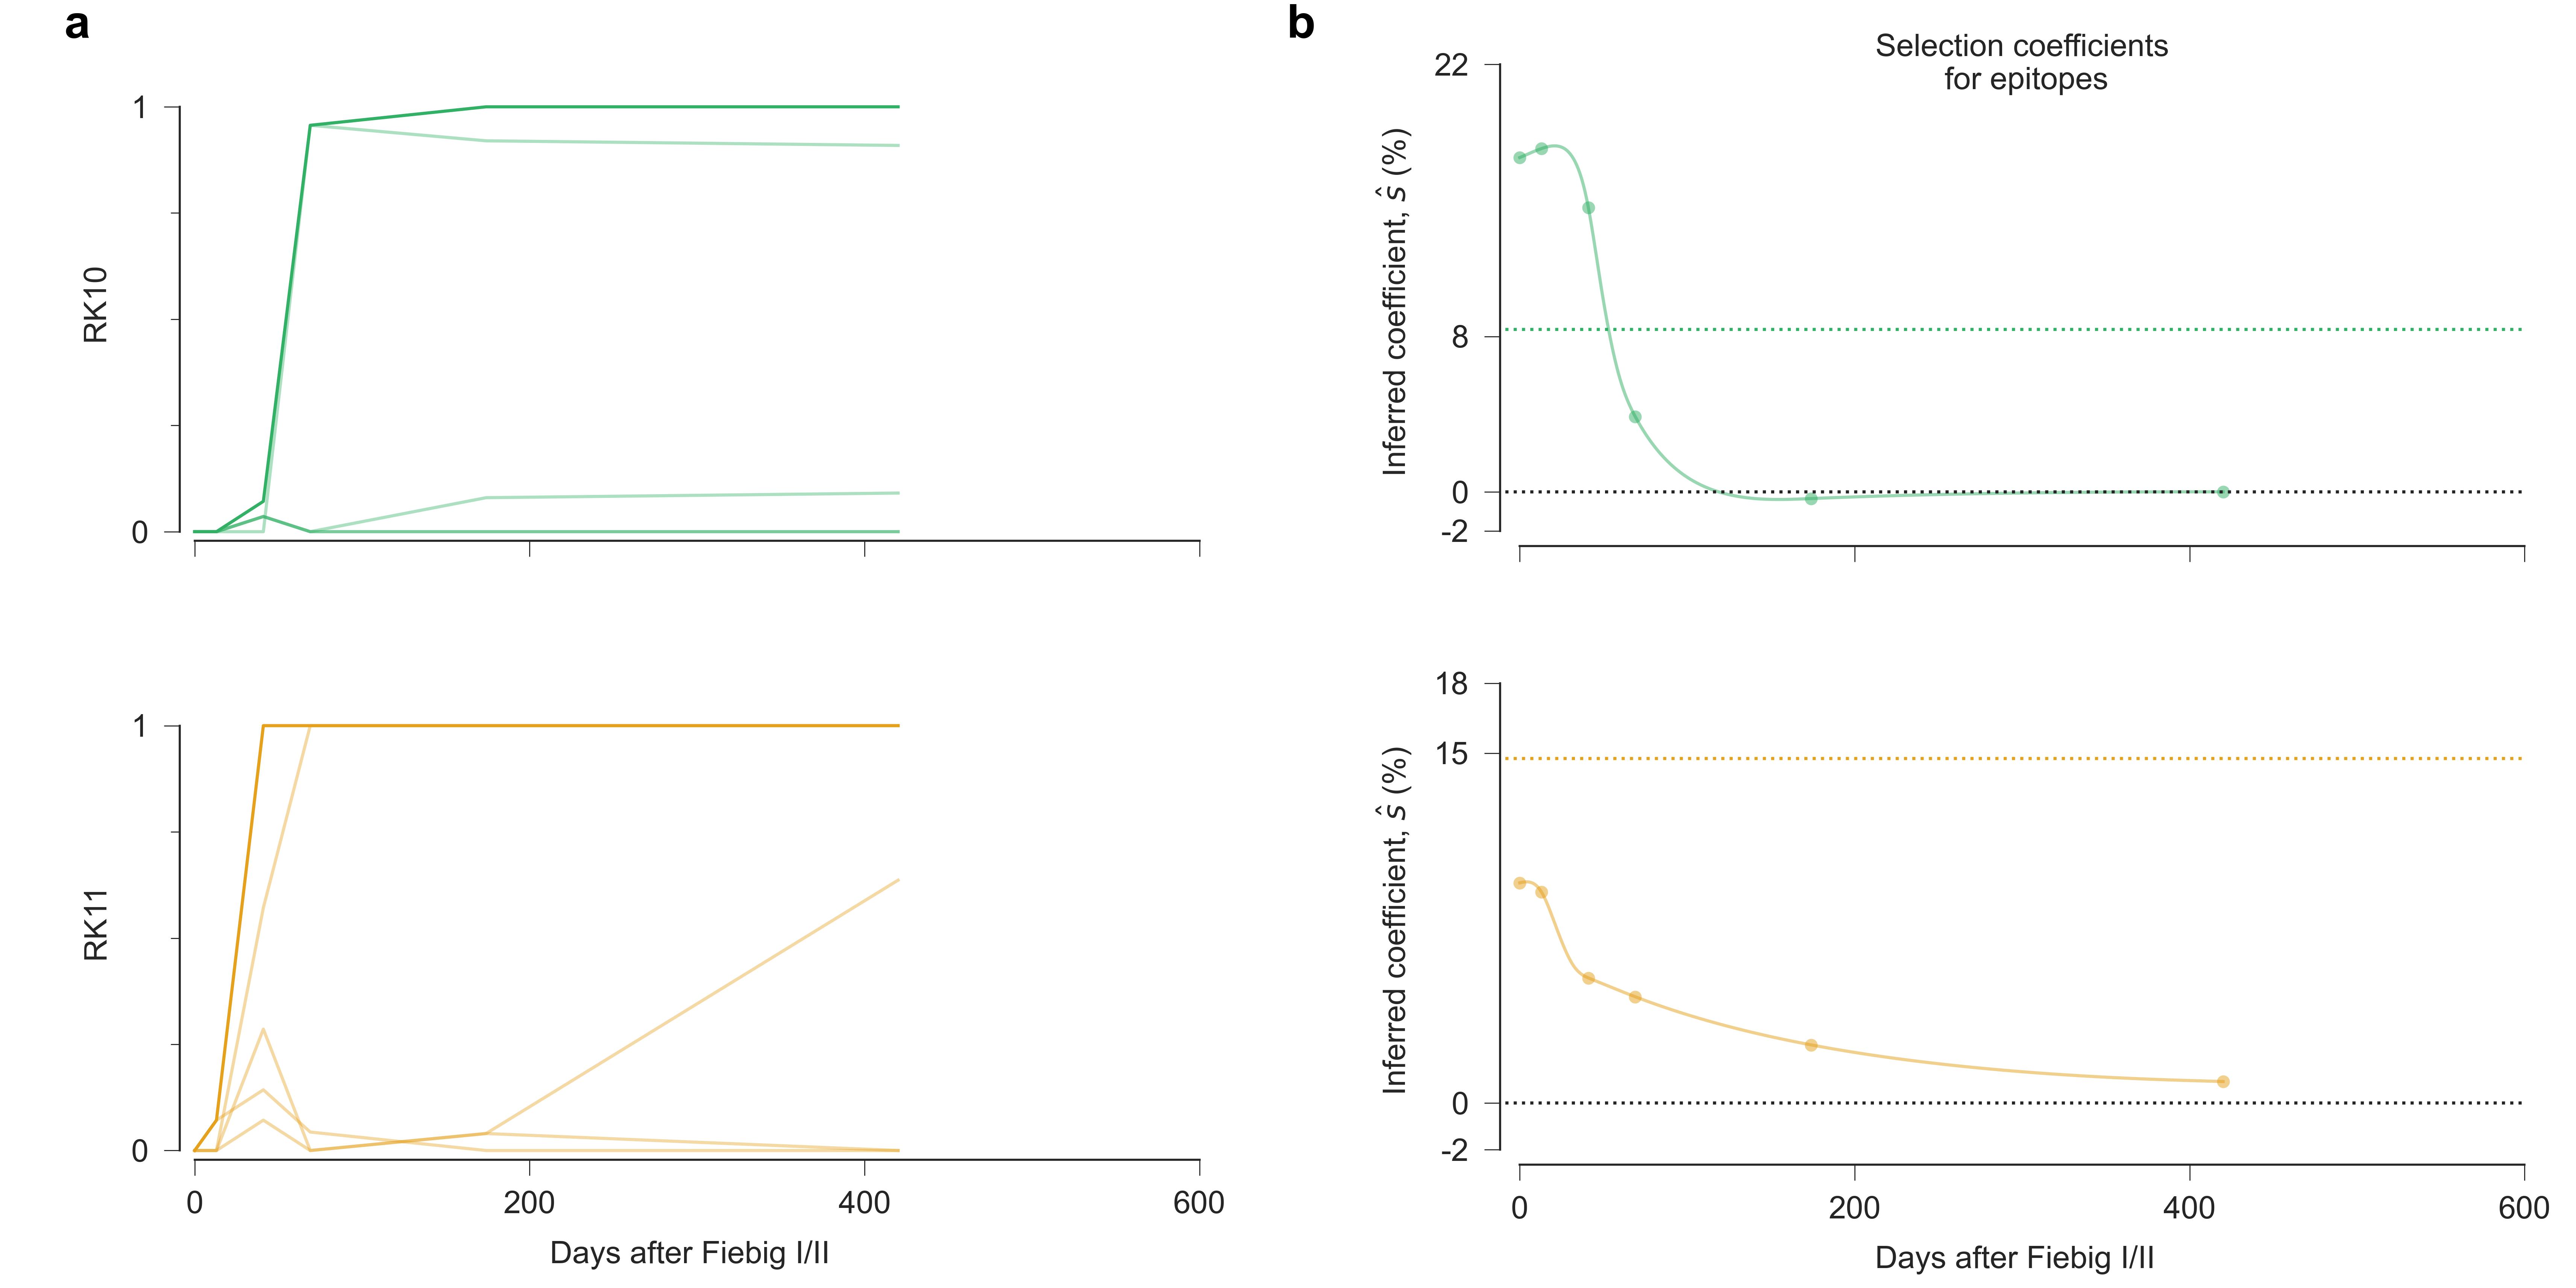 a
1
RK10
0
1
RK11
0
0 200 400 600
Days after Fiebig I/II
b
Selection coefficients
for epitopes
22
8
0
-2
Inferred coefficient, ŝ (%)
18
15
0
-2
Inferred coefficient, ŝ (%)
0 200 400 600
Days after Fiebig I/II